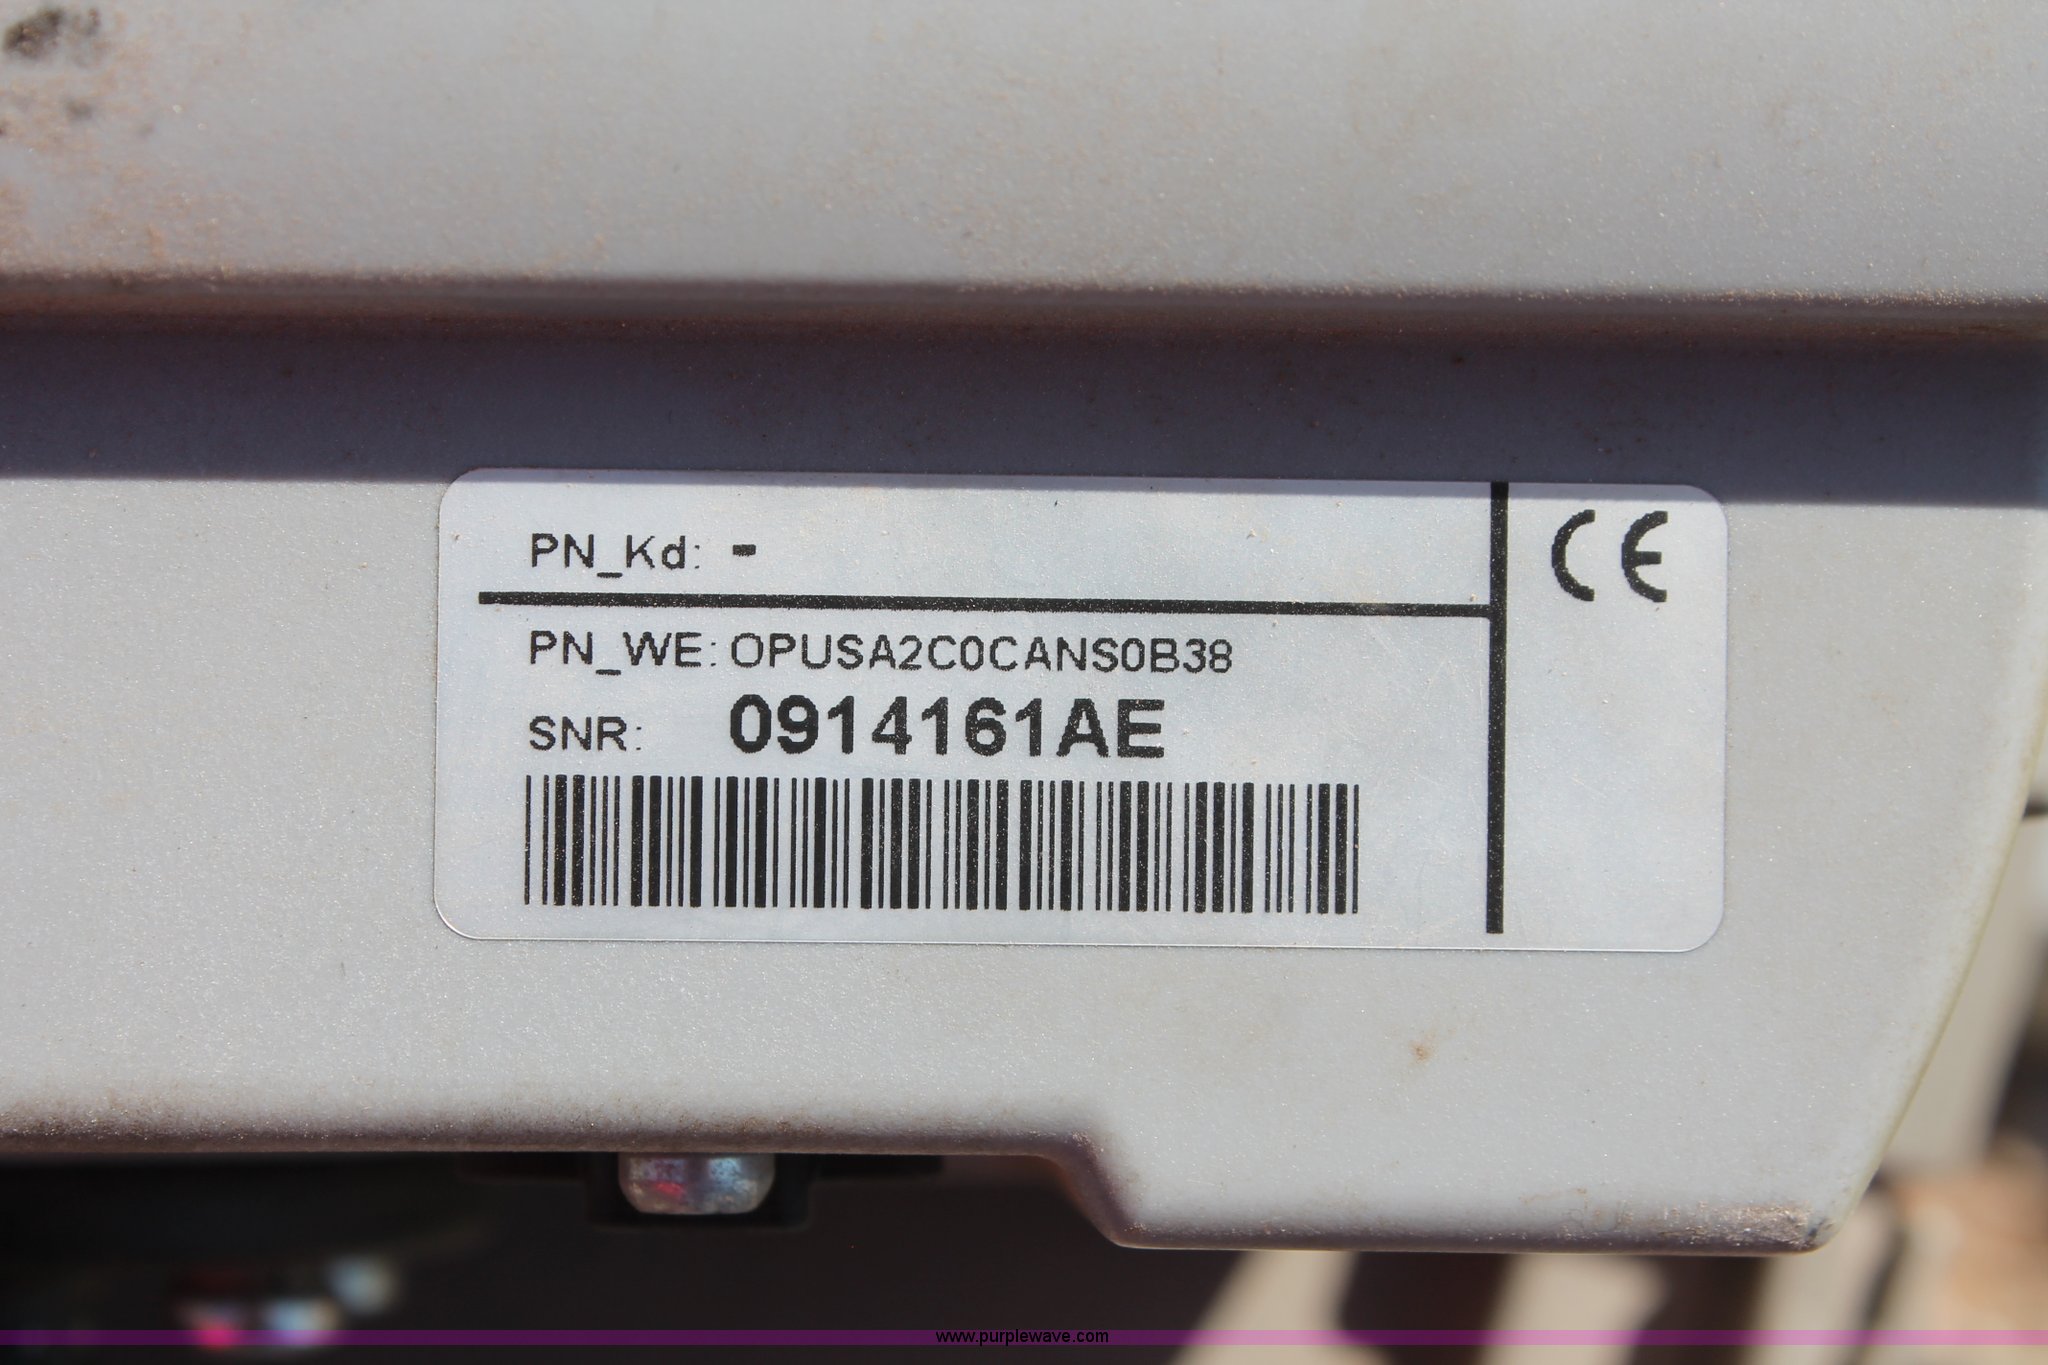 PN_Kd: -
CE
PN_WE: OPUSA2C0CANS0B38
SNR: 0914161AE
www.purplewave.com